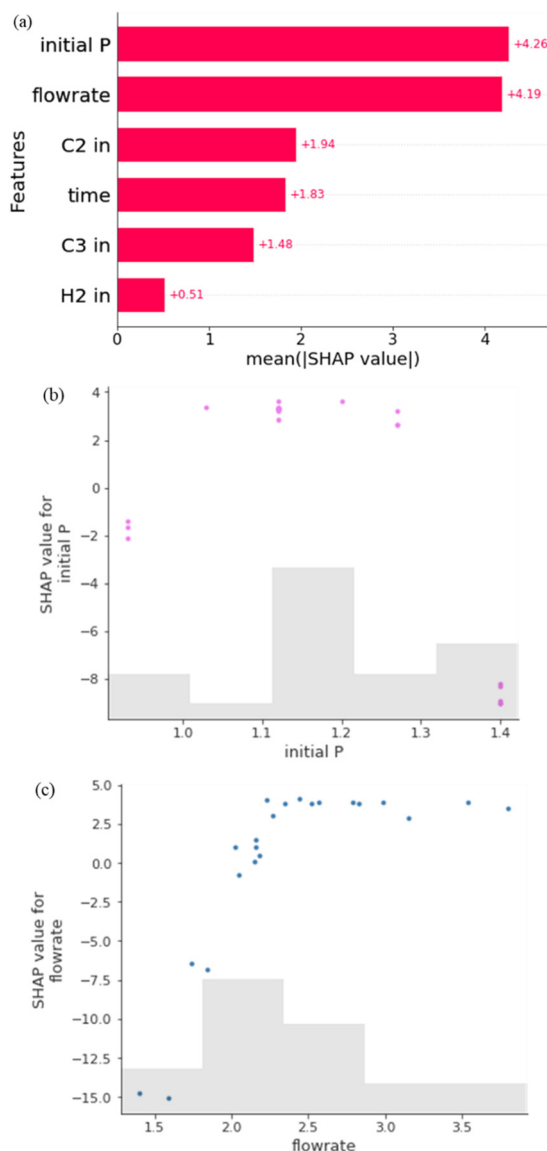 (a)
initial P
+4.26
flowrate
+4.19
C2 in
+1.94
time
+1.83
C3 in
+1.48
H2 in
+0.51
Features
0 1 2 3 4
mean(|SHAP value|)
(b)
4
2
0
−2
−4
−6
−8
SHAP value for
initial P
1.0 1.1 1.2 1.3 1.4
initial P
(c)
5.0
2.5
0.0
−2.5
−5.0
−7.5
−10.0
−12.5
−15.0
SHAP value for
flowrate
1.5 2.0 2.5 3.0 3.5
flowrate